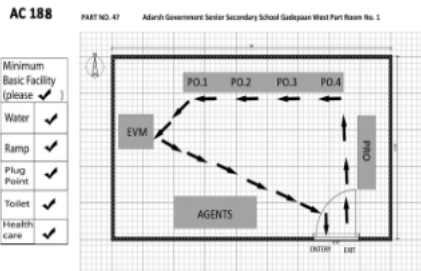 AC 188
PART NO. 47 Adarsh Government Senior Secondary School Gadepaan West Part Room No. 1
Minimum
Basic Facility
(please ✔ )
Water ✔
Ramp ✔
Plug
Point ✔
Toilet ✔
Health
care ✔
PO.1 PO.2 PO.3 PO.4
EVM
PRO
AGENTS
ENTERY EXIT